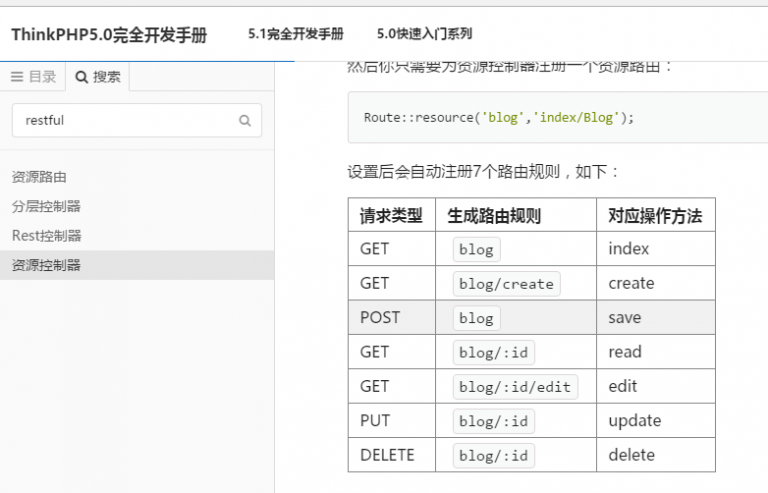 ThinkPHP5.0完全开发手册 5.1完全开发手册 5.0快速入门系列
目录 搜索
restful
资源路由
分层控制器
Rest控制器
资源控制器
然后你只需要为资源控制器注册一个资源路由：
Route::resource('blog','index/Blog');
设置后会自动注册7个路由规则，如下：
请求类型 生成路由规则 对应操作方法
GET blog index
GET blog/create create
POST blog save
GET blog/:id read
GET blog/:id/edit edit
PUT blog/:id update
DELETE blog/:id delete